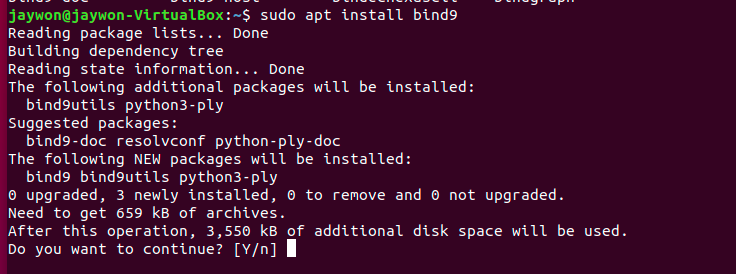 jaywon@jaywon-VirtualBox:~$ sudo apt install bind9
Reading package lists... Done
Building dependency tree
Reading state information... Done
The following additional packages will be installed:
  bind9utils python3-ply
Suggested packages:
  bind9-doc resolvconf python-ply-doc
The following NEW packages will be installed:
  bind9 bind9utils python3-ply
0 upgraded, 3 newly installed, 0 to remove and 0 not upgraded.
Need to get 659 kB of archives.
After this operation, 3,550 kB of additional disk space will be used.
Do you want to continue? [Y/n]